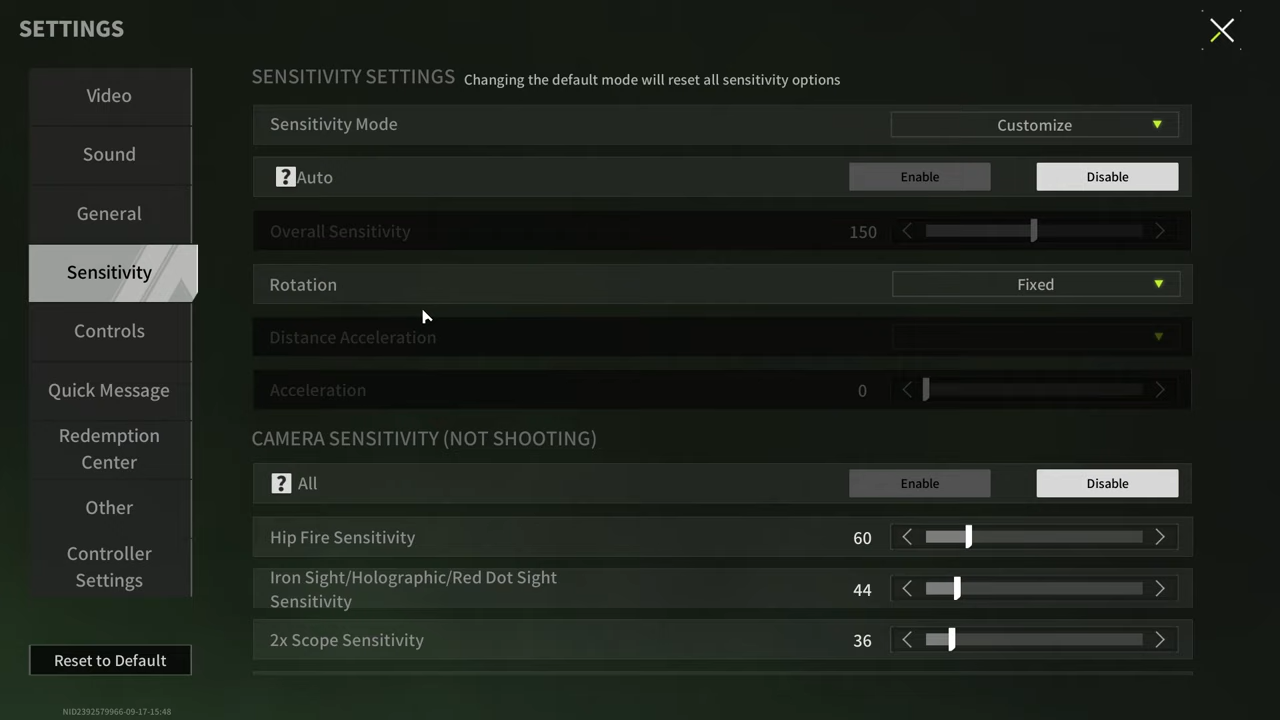 SETTINGS
Video
Sound
General
Sensitivity
Controls
Quick Message
Redemption
Center
Other
Controller
Settings
Reset to Default
NID2392579966-09-17-15:48
SENSITIVITY SETTINGS Changing the default mode will reset all sensitivity options
Sensitivity Mode Customize
? Auto Enable Disable
Overall Sensitivity 150
Rotation Fixed
Distance Acceleration
Acceleration 0
CAMERA SENSITIVITY (NOT SHOOTING)
? All Enable Disable
Hip Fire Sensitivity 60
Iron Sight/Holographic/Red Dot Sight
Sensitivity 44
2x Scope Sensitivity 36